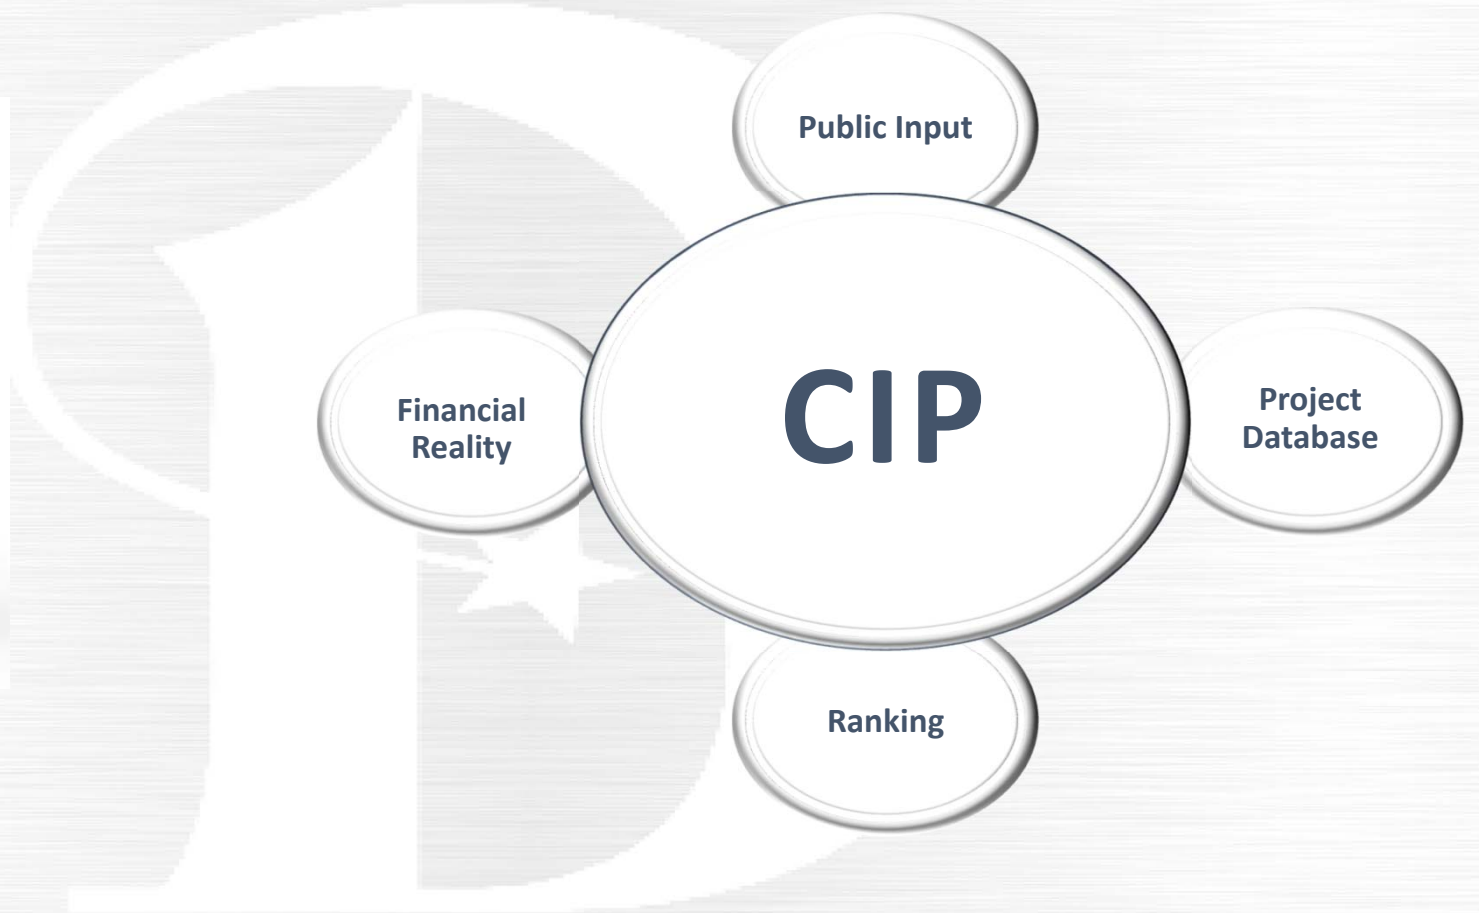 Public Input
Financial
Reality
CIP
Project
Database
Ranking